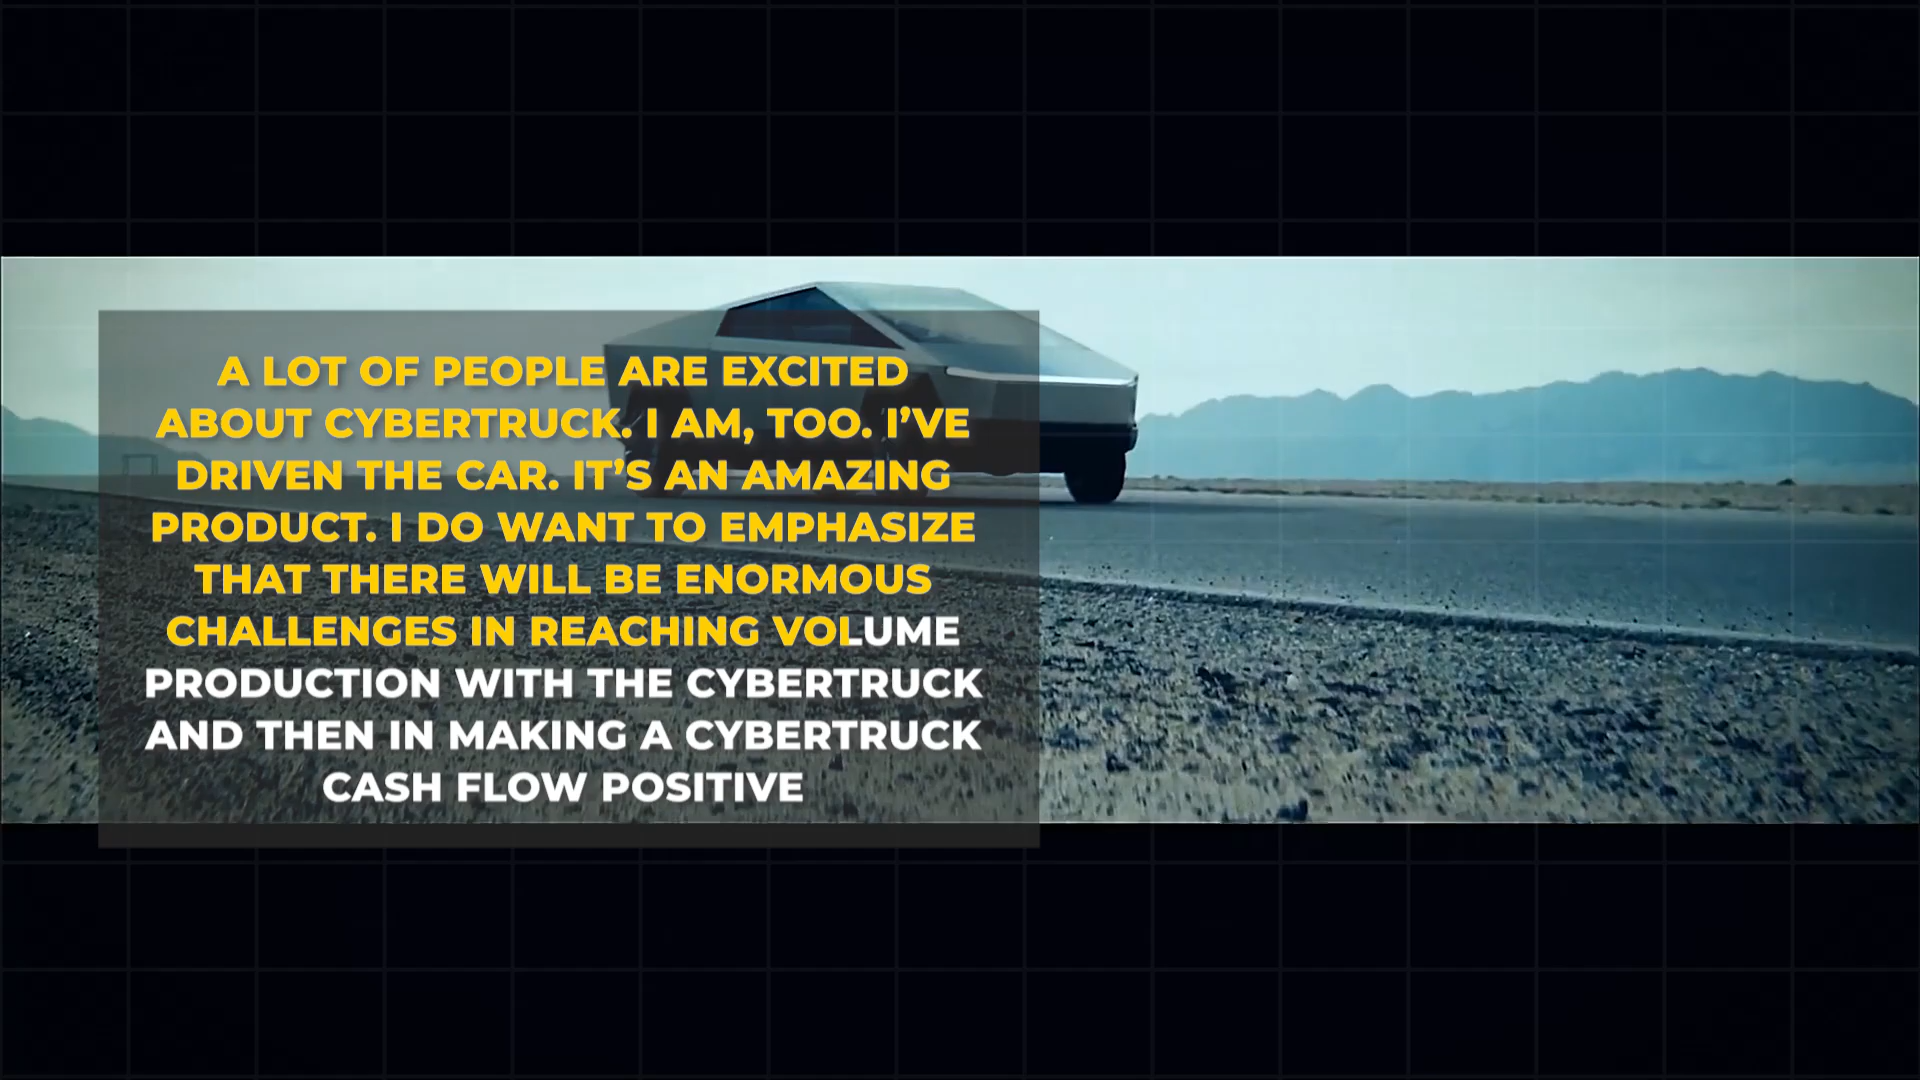 A LOT OF PEOPLE ARE EXCITED
ABOUT CYBERTRUCK. I AM, TOO. I’VE
DRIVEN THE CAR. IT’S AN AMAZING
PRODUCT. I DO WANT TO EMPHASIZE
THAT THERE WILL BE ENORMOUS
CHALLENGES IN REACHING VOLUME
PRODUCTION WITH THE CYBERTRUCK
AND THEN IN MAKING A CYBERTRUCK
CASH FLOW POSITIVE